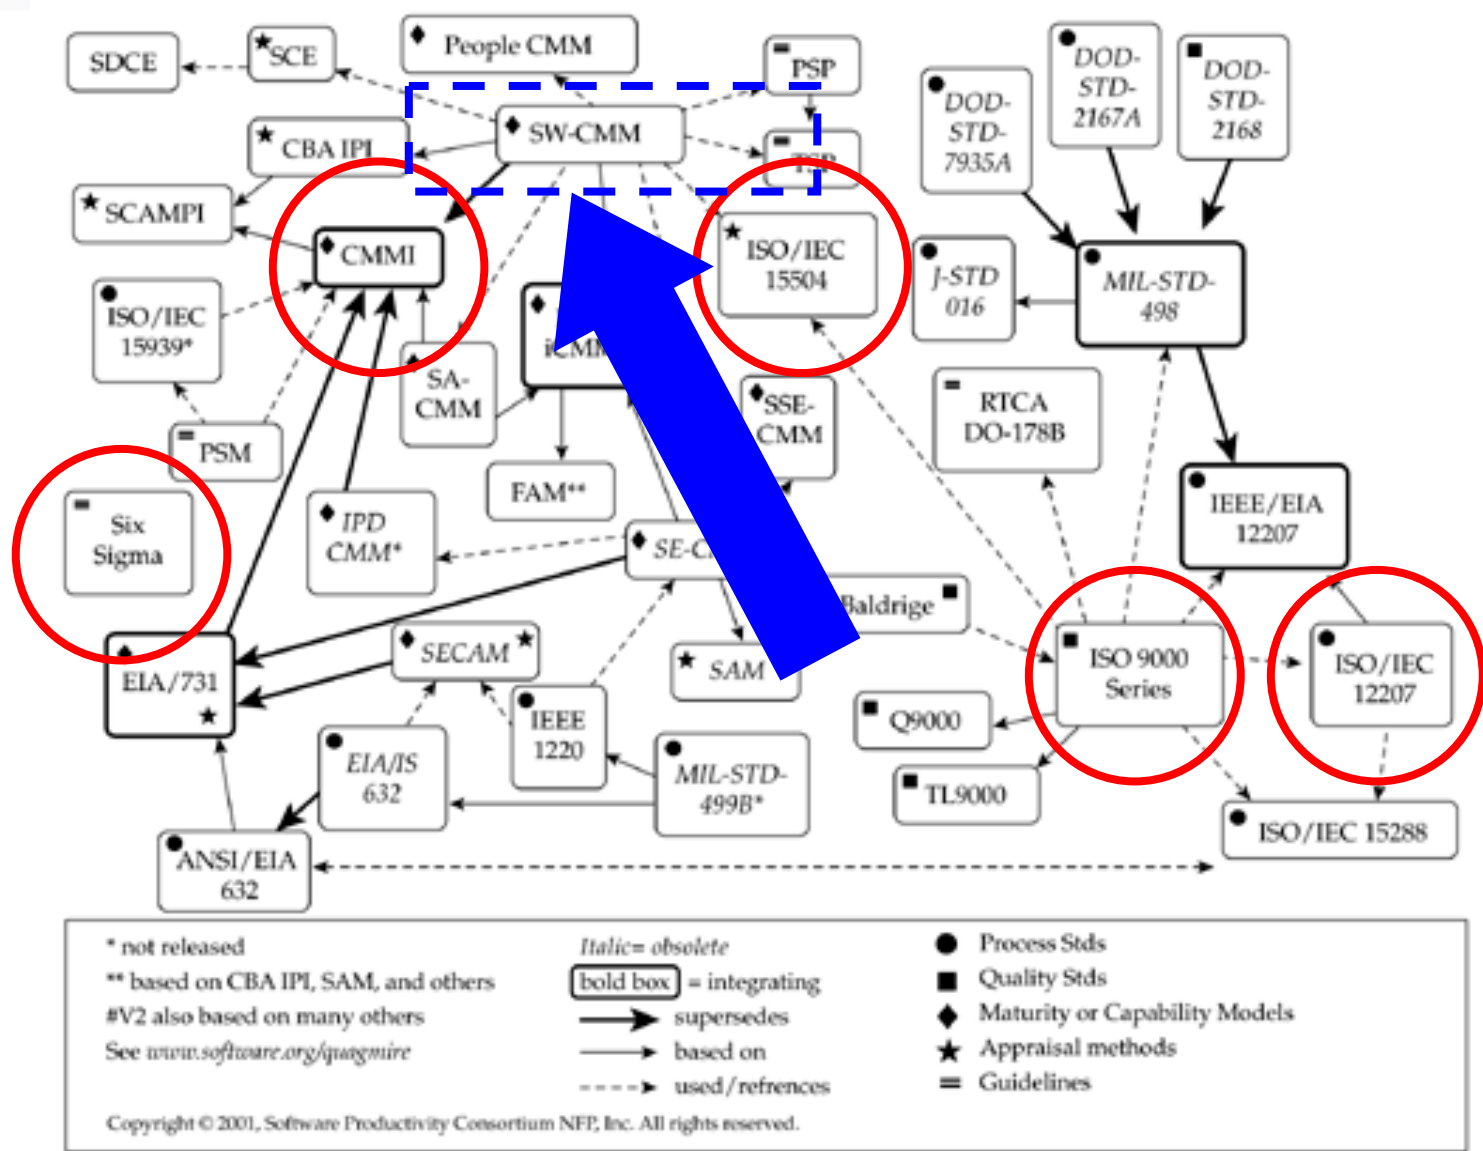 SDCE
SCE
People CMM
PSP
DOD-
STD-
7935A
DOD-
STD-
2167A
DOD-
STD-
2168
CBA IPI
SW-CMM
TSP
SCAMPI
CMMI
ISO/IEC
15504
J-STD
016
MIL-STD-
498
ISO/IEC
15939*
SA-
CMM
iCMM
SSE-
CMM
RTCA
DO-178B
PSM
FAM**
IEEE/EIA
12207
Six
Sigma
IPD
CMM*
Baldrige
EIA/731
SECAM
SAM
ISO 9000
Series
ISO/IEC
12207
EIA/IS
632
IEEE
1220
MIL-STD-
499B*
Q9000
TL9000
ANSI/EIA
632
ISO/IEC 15288
* not released
** based on CBA IPI, SAM, and others
#V2 also based on many others
See www.software.org/quagmire
Italic= obsolete
bold box = integrating
supersedes
based on
used/refrences
Process Stds
Quality Stds
Maturity or Capability Models
Appraisal methods
Guidelines
Copyright © 2001, Software Productivity Consortium NFP, Inc. All rights reserved.